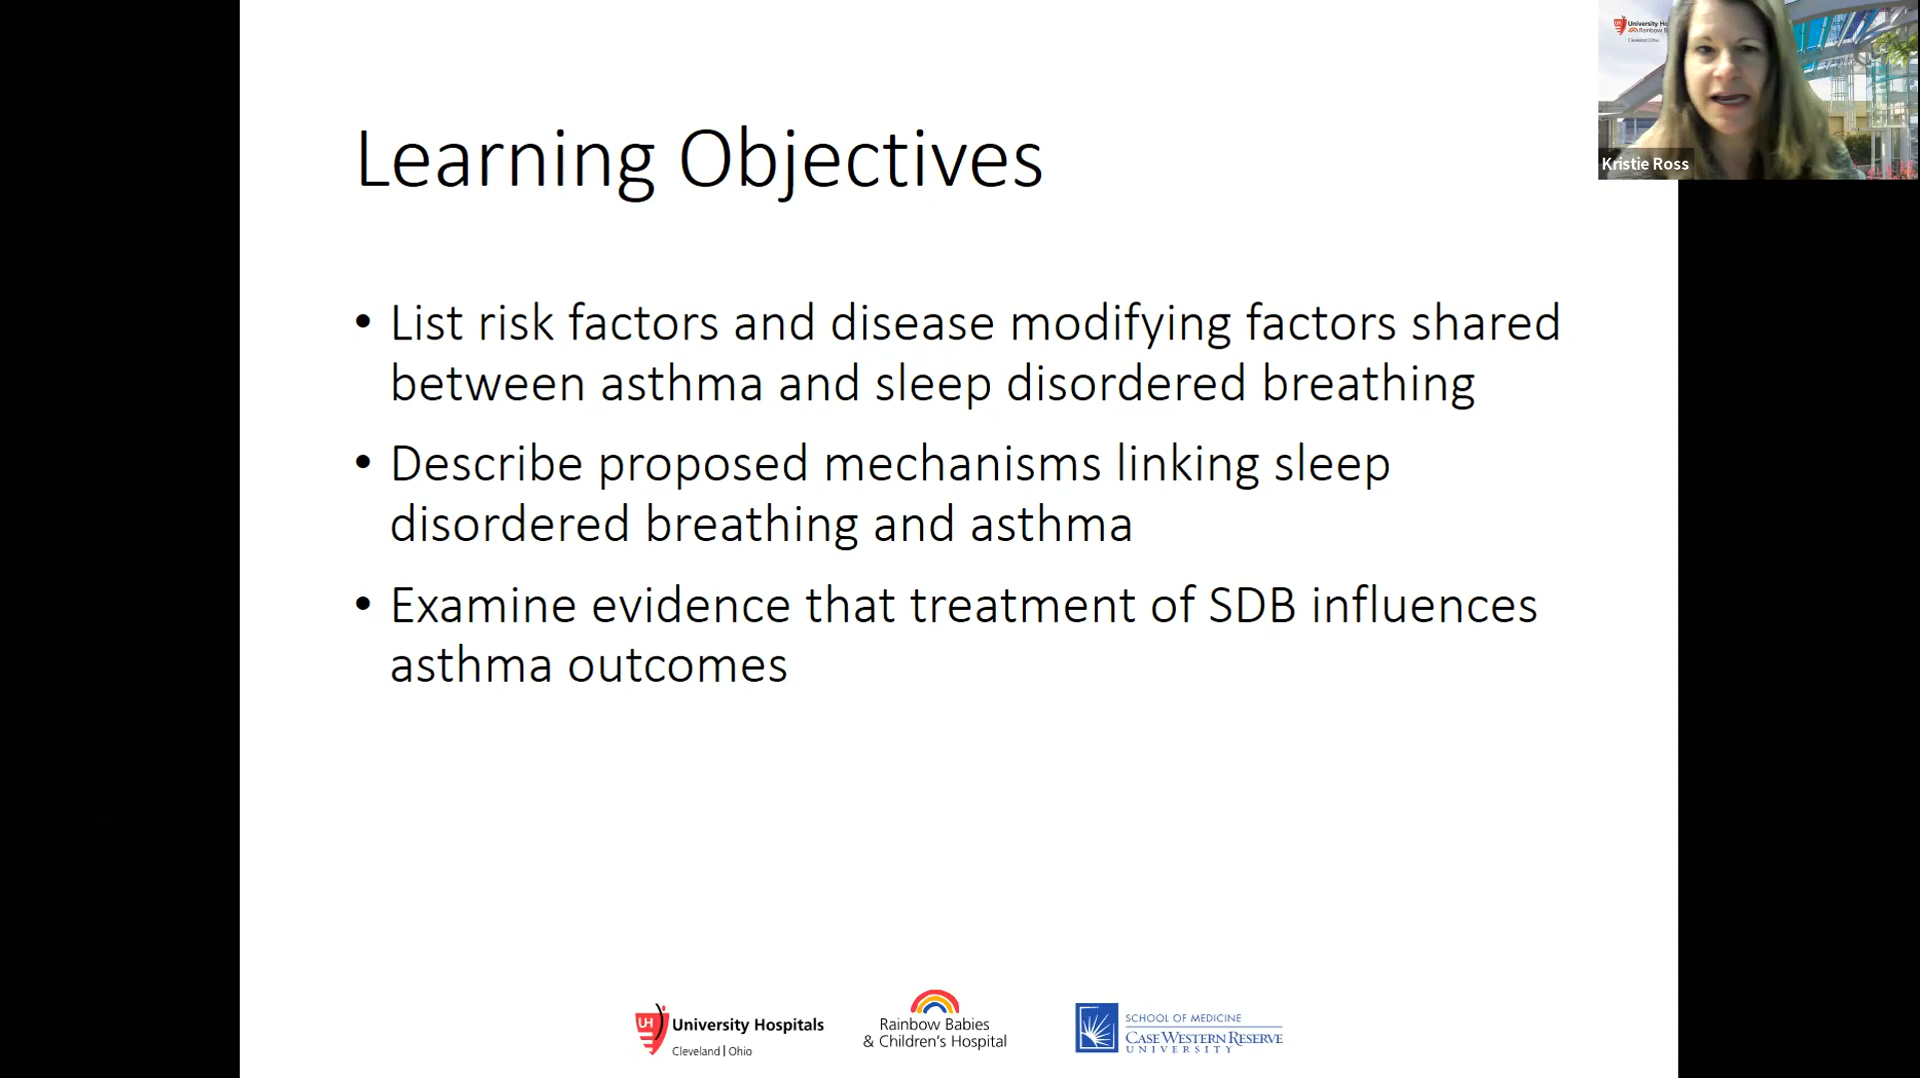 Learning Objectives
• List risk factors and disease modifying factors shared
between asthma and sleep disordered breathing
• Describe proposed mechanisms linking sleep
disordered breathing and asthma
• Examine evidence that treatment of SDB influences
asthma outcomes
Kristie Ross
UH University Hospitals
Cleveland | Ohio
Rainbow Babies
& Children's Hospital
SCHOOL OF MEDICINE
CASE WESTERN RESERVE
UNIVERSITY